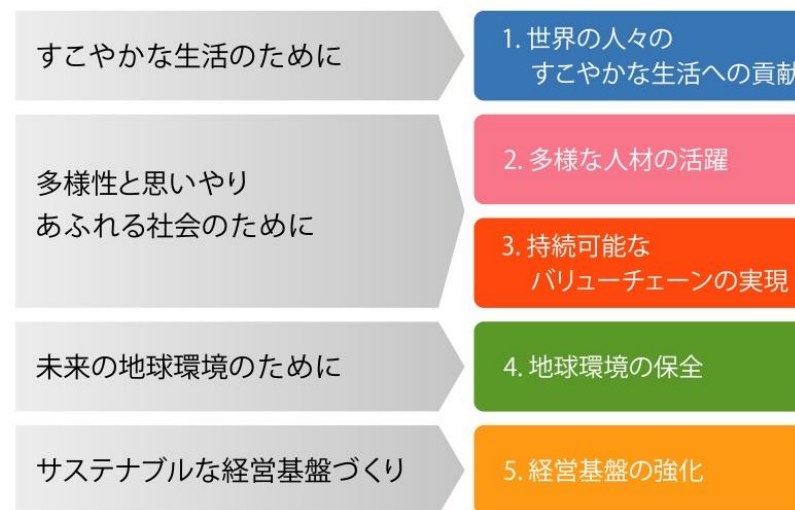 すこやかな生活のために
1. 世界の人々の
すこやかな生活への貢献
多様性と思いやり
あふれる社会のために
2. 多様な人材の活躍
3. 持続可能な
バリューチェーンの実現
未来の地球環境のために
4. 地球環境の保全
サステナブルな経営基盤づくり
5. 経営基盤の強化